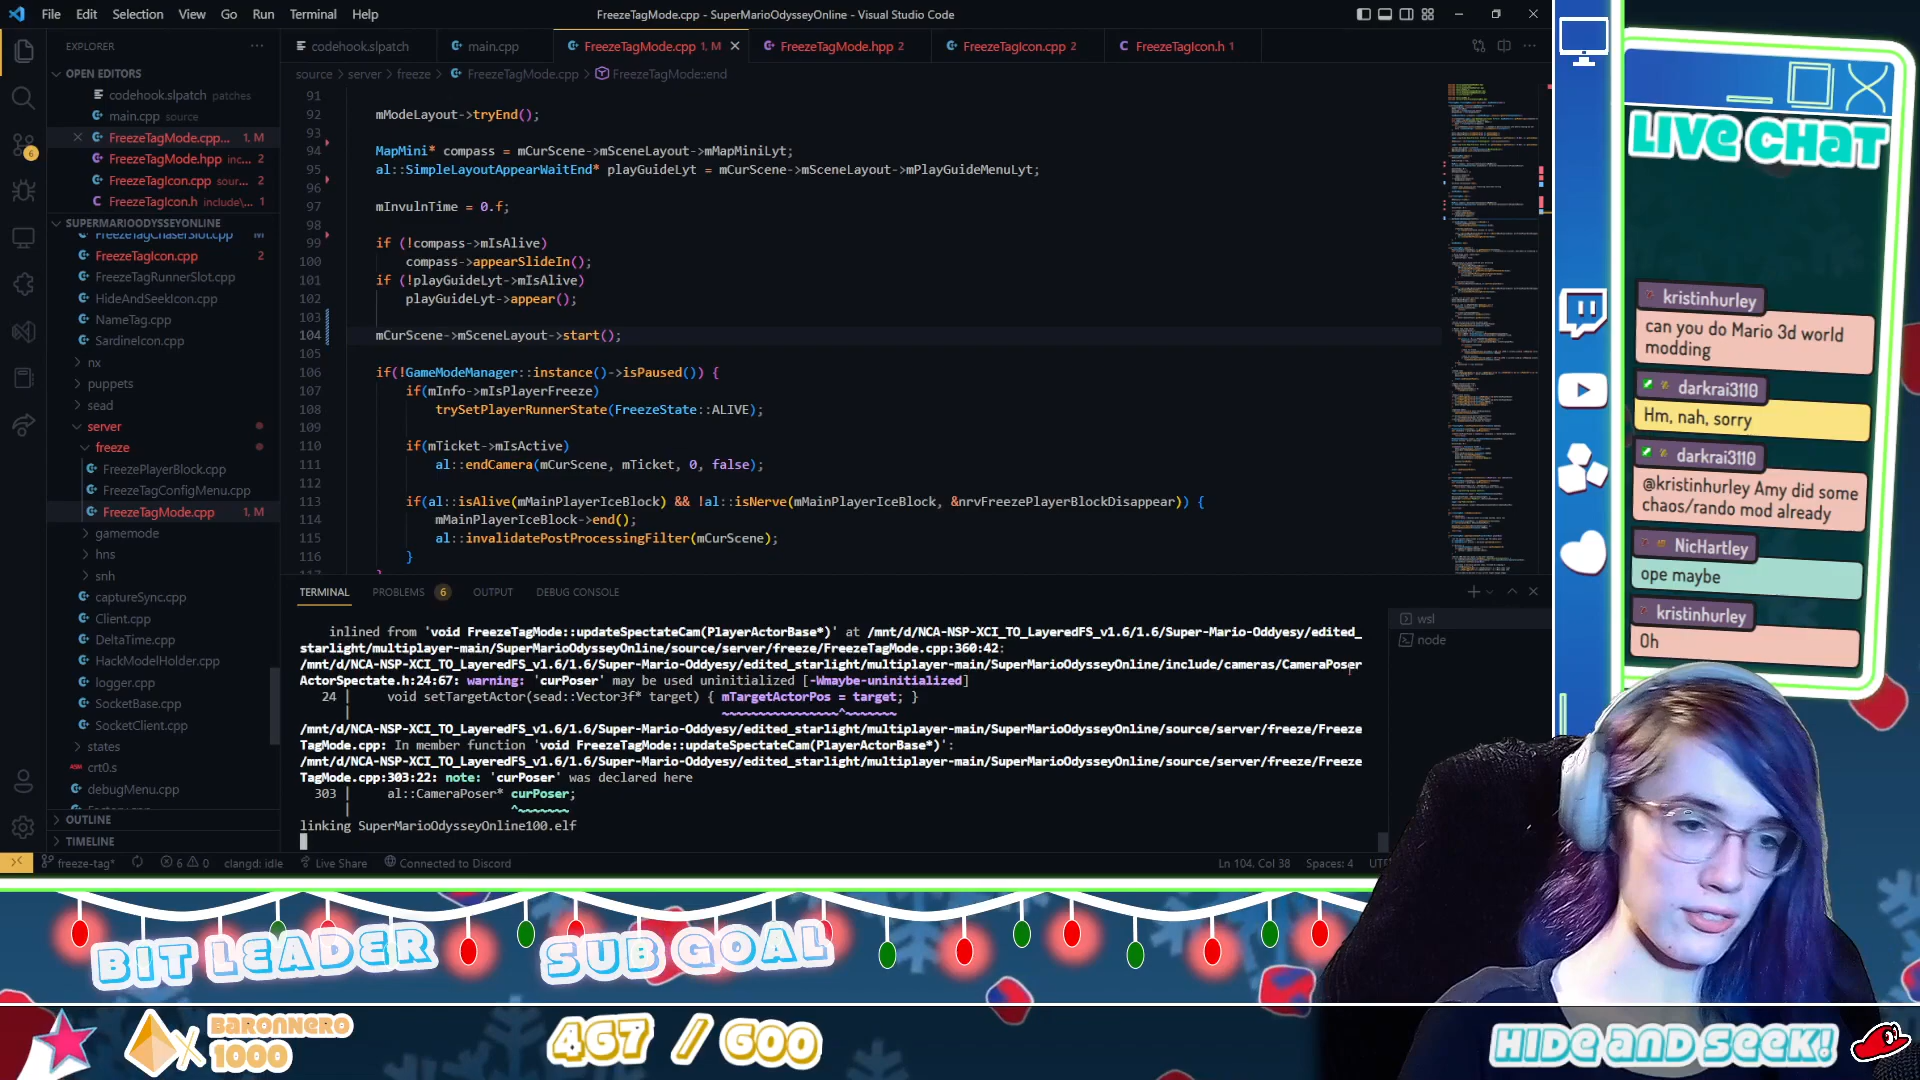 File Edit Selection View Go Run Terminal Help
FreezeTagMode.cpp - SuperMarioOdysseyOnline - Visual Studio Code
EXPLORER
OPEN EDITORS
codehook.slpatch patches
main.cpp source
FreezeTagMode.cpp... 1, M
FreezeTagMode.hpp inc... 2
FreezeTagIcon.cpp sour... 2
FreezeTagIcon.h include\... 1
SUPERMARIOODYSSEYONLINE
FreezeTagChaserSlot.cpp M
FreezeTagIcon.cpp 2
FreezeTagRunnerSlot.cpp
HideAndSeekIcon.cpp
NameTag.cpp
SardineIcon.cpp
nx
puppets
sead
server
freeze
FreezePlayerBlock.cpp
FreezeTagConfigMenu.cpp
FreezeTagMode.cpp 1, M
gamemode
hns
snh
captureSync.cpp
Client.cpp
DeltaTime.cpp
HackModelHolder.cpp
logger.cpp
SocketBase.cpp
SocketClient.cpp
states
crt0.s
debugMenu.cpp
OUTLINE
TIMELINE
codehook.slpatch
main.cpp
FreezeTagMode.cpp 1, M
FreezeTagMode.hpp 2
FreezeTagIcon.cpp 2
FreezeTagIcon.h 1
source > server > freeze > FreezeTagMode.cpp > FreezeTagMode::end
91
92 mModeLayout->tryEnd();
93
94 MapMini* compass = mCurScene->mSceneLayout->mMapMiniLyt;
95 al::SimpleLayoutAppearWaitEnd* playGuideLyt = mCurScene->mSceneLayout->mPlayGuideMenuLyt;
96
97 mInvulnTime = 0.f;
98
99 if (!compass->mIsAlive)
100 compass->appearSlideIn();
101 if (!playGuideLyt->mIsAlive)
102 playGuideLyt->appear();
103
104 mCurScene->mSceneLayout->start();
105
106 if(!GameModeManager::instance()->isPaused()) {
107 if(mInfo->mIsPlayerFreeze)
108 trySetPlayerRunnerState(FreezeState::ALIVE);
109
110 if(mTicket->mIsActive)
111 al::endCamera(mCurScene, mTicket, 0, false);
112
113 if(al::isAlive(mMainPlayerIceBlock) && !al::isNerve(mMainPlayerIceBlock, &nrvFreezePlayerBlockDisappear)) {
114 mMainPlayerIceBlock->end();
115 al::invalidatePostProcessingFilter(mCurScene);
116 }
TERMINAL PROBLEMS 6 OUTPUT DEBUG CONSOLE
wsl
node
inlined from 'void FreezeTagMode::updateSpectateCam(PlayerActorBase*)' at /mnt/d/NCA-NSP-XCI_TO_LayeredFS_v1.6/1.6/Super-Mario-Oddyesy/edited_
starlight/multiplayer-main/SuperMarioOdysseyOnline/source/server/freeze/FreezeTagMode.cpp:360:42:
/mnt/d/NCA-NSP-XCI_TO_LayeredFS_v1.6/1.6/Super-Mario-Oddyesy/edited_starlight/multiplayer-main/SuperMarioOdysseyOnline/include/cameras/CameraPoser
ActorSpectate.h:24:67: warning: 'curPoser' may be used uninitialized [-Wmaybe-uninitialized]
24 | void setTargetActor(sead::Vector3f* target) { mTargetActorPos = target; }
| ~~~~~~~~~~~~~~~~^~~~~~~~
/mnt/d/NCA-NSP-XCI_TO_LayeredFS_v1.6/1.6/Super-Mario-Oddyesy/edited_starlight/multiplayer-main/SuperMarioOdysseyOnline/source/server/freeze/Freeze
TagMode.cpp: In member function 'void FreezeTagMode::updateSpectateCam(PlayerActorBase*)':
/mnt/d/NCA-NSP-XCI_TO_LayeredFS_v1.6/1.6/Super-Mario-Oddyesy/edited_starlight/multiplayer-main/SuperMarioOdysseyOnline/source/server/freeze/Freeze
TagMode.cpp:303:22: note: 'curPoser' was declared here
303 | al::CameraPoser* curPoser;
| ^~~~~~~~
linking SuperMarioOdysseyOnline100.elf
freeze-tag* 6 0 clangd: idle Live Share Connected to Discord
Ln 104, Col 38 Spaces: 4
LIVE CHAT
kristinhurley
can you do Mario 3d world
modding
darkrai3110
Hm, nah, sorry
darkrai3110
@kristinhurley Amy did some
chaos/rando mod already
NicHartley
ope maybe
kristinhurley
Oh
BIT LEADER
SUB GOAL
BARONNERO
1000
467 / 600
HIDE AND SEEK!